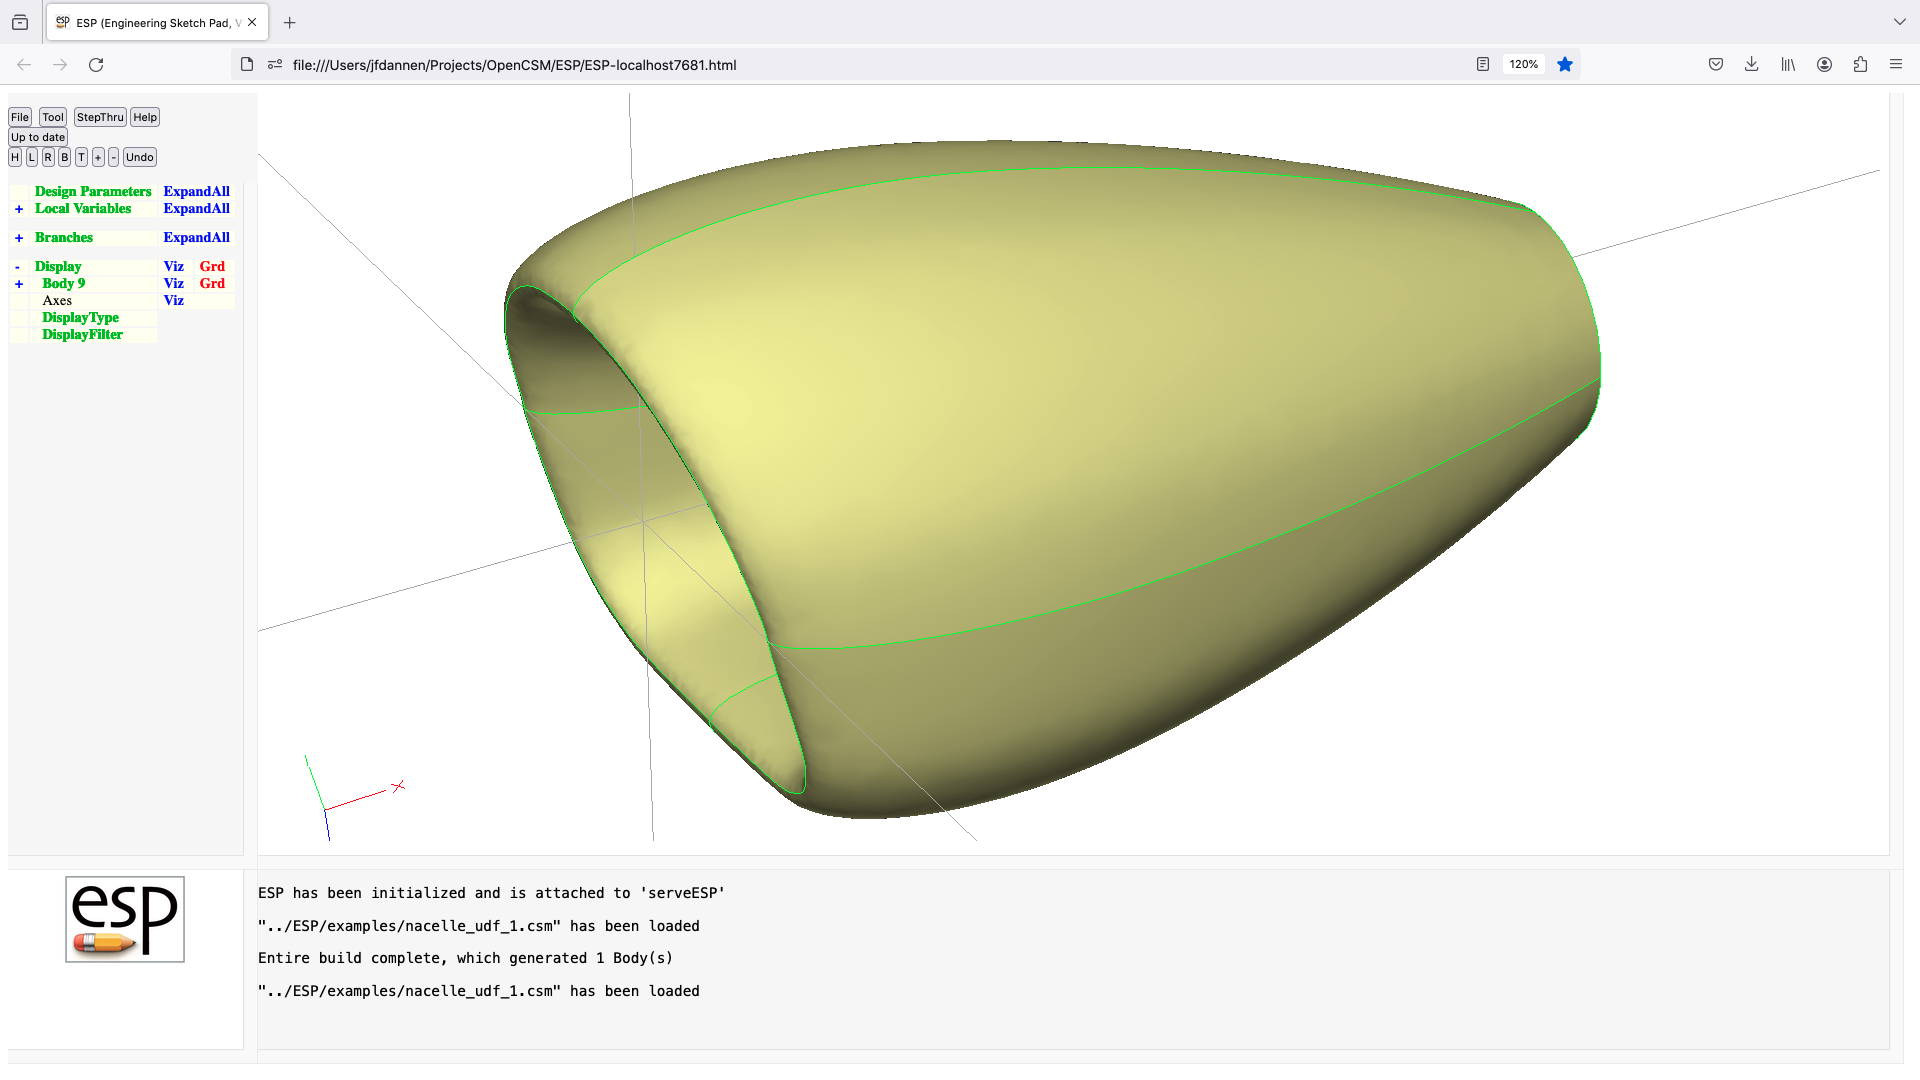 ESP (Engineering Sketch Pad, V
file:///Users/jfdannen/Projects/OpenCSM/ESP/ESP-localhost7681.html
120%
File Tool StepThru Help
Up to date
H L R B T + - Undo
Design Parameters ExpandAll
+ Local Variables ExpandAll
+ Branches ExpandAll
- Display Viz Grd
+ Body 9 Viz Grd
Axes Viz
DisplayType
DisplayFilter
X
esp
ESP has been initialized and is attached to 'serveESP'
"../ESP/examples/nacelle_udf_1.csm" has been loaded
Entire build complete, which generated 1 Body(s)
"../ESP/examples/nacelle_udf_1.csm" has been loaded